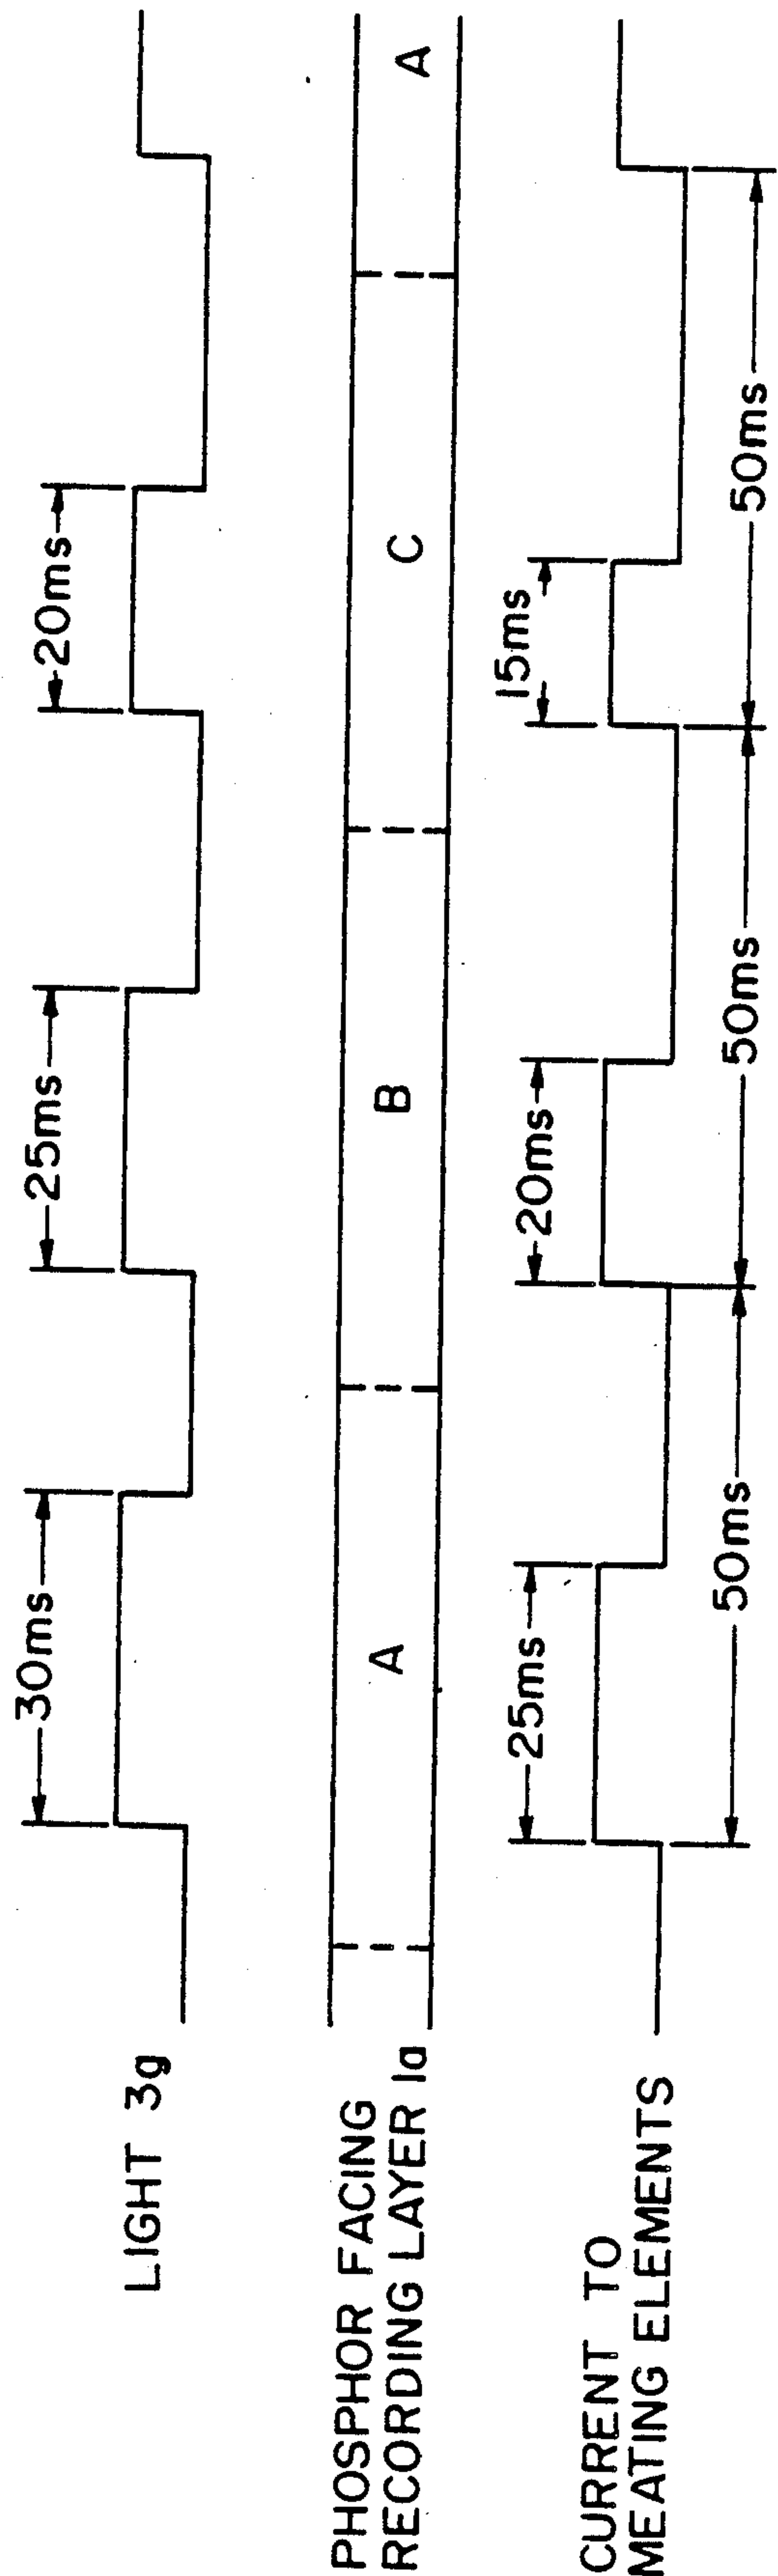 LIGHT 3g
30ms
25ms
20ms
PHOSPHOR FACING
RECORDING LAYER 1a
A
B
C
A
CURRENT TO
MEATING ELEMENTS
25ms
20ms
15ms
50ms
50ms
50ms